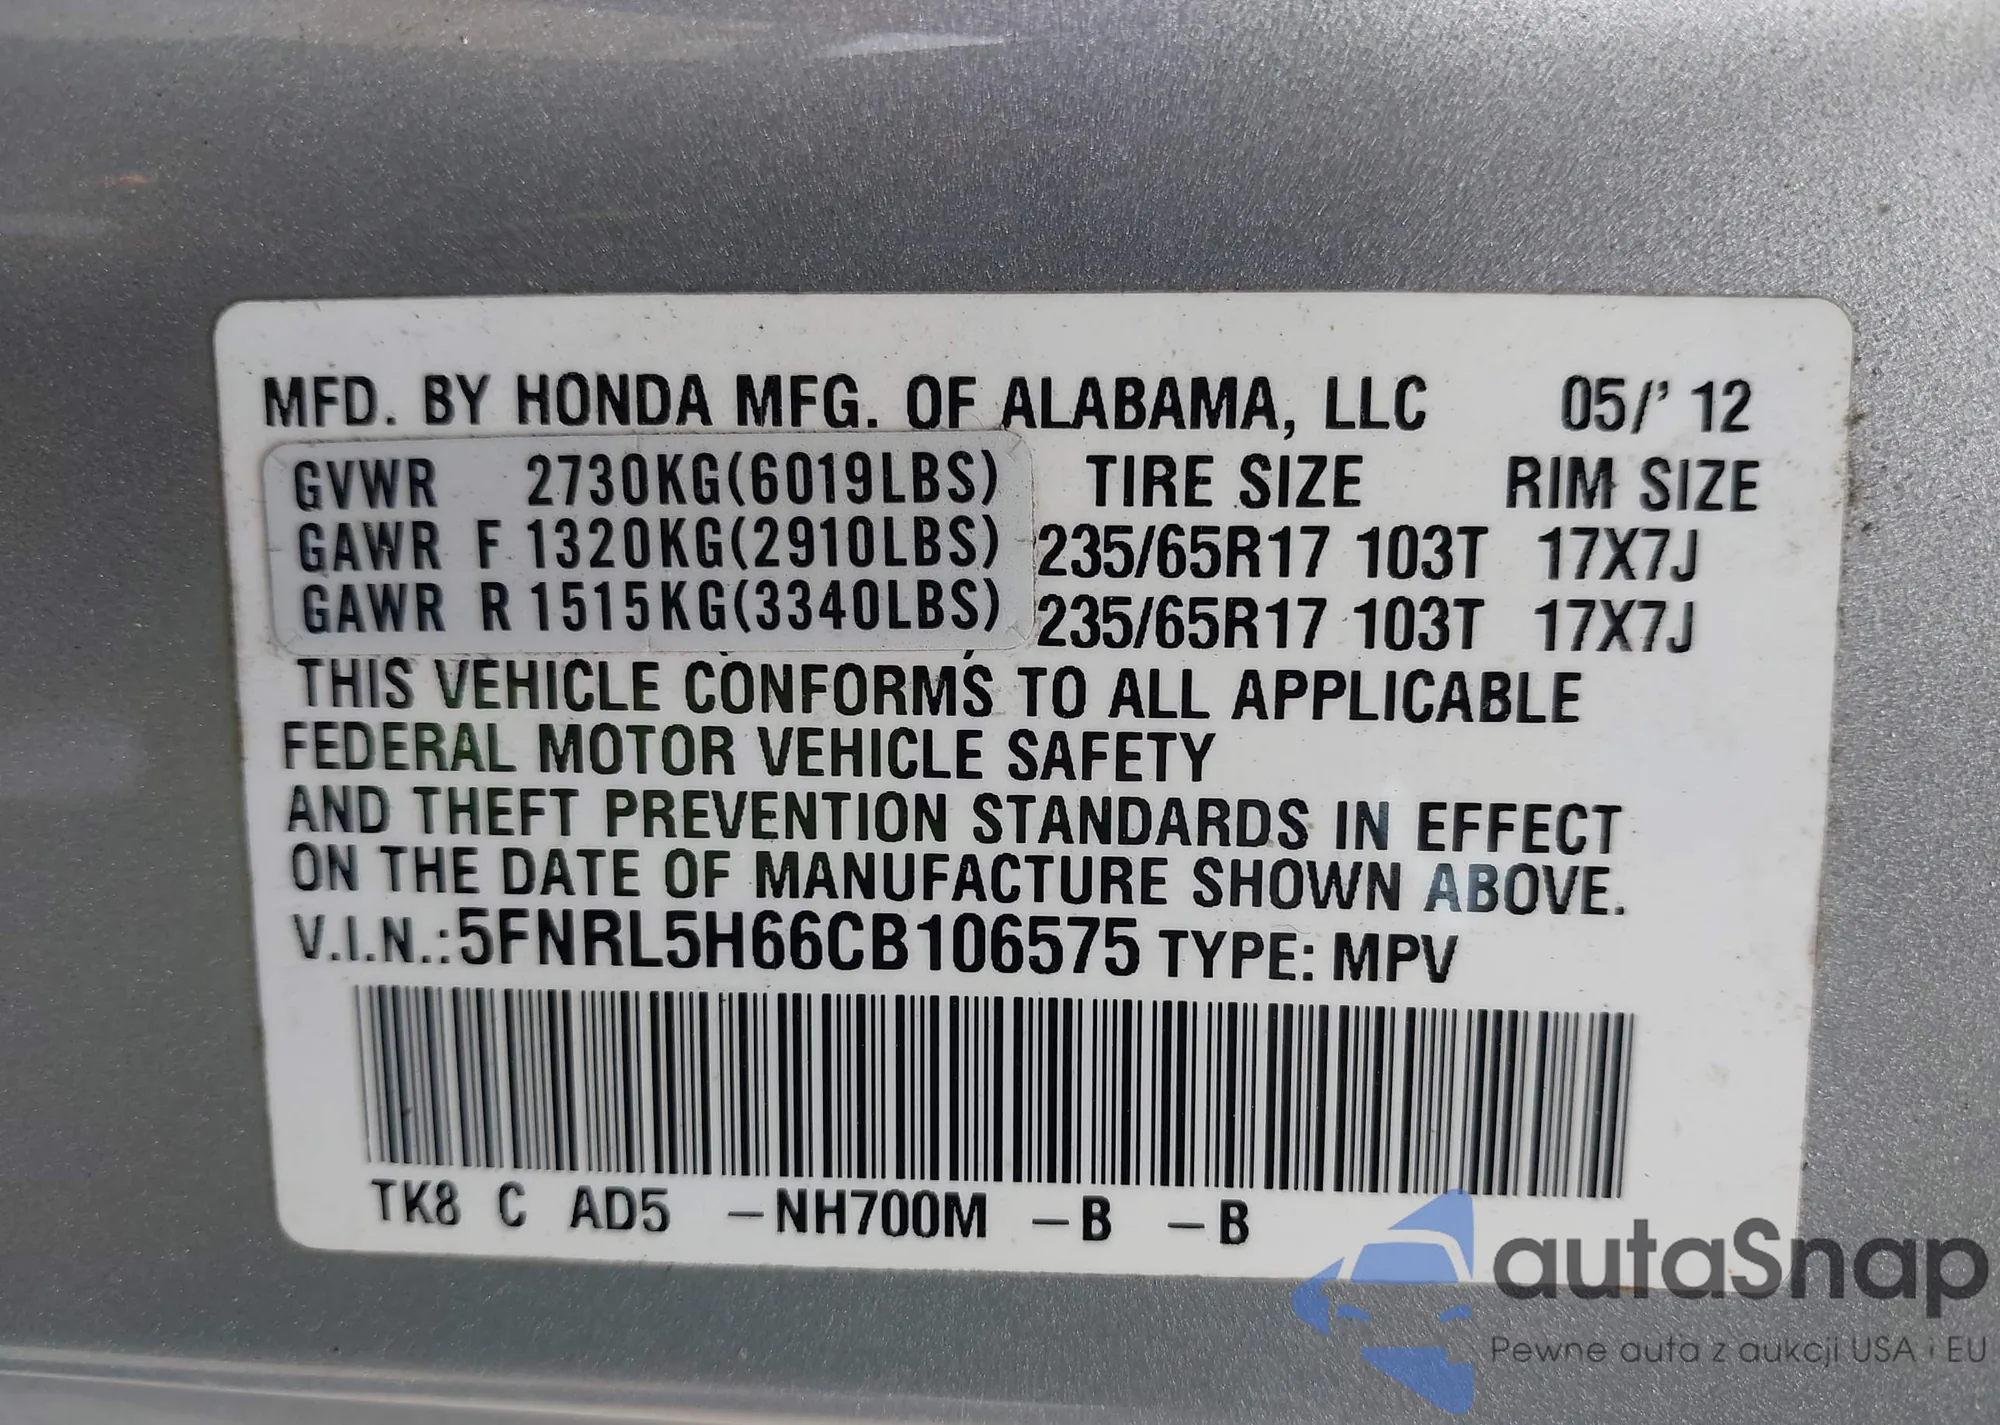 MFD. BY HONDA MFG. OF ALABAMA, LLC 05/'12
GVWR 2730KG(6019LBS) TIRE SIZE RIM SIZE
GAWR F 1320KG(2910LBS) 235/65R17 103T 17X7J
GAWR R 1515KG(3340LBS) 235/65R17 103T 17X7J
THIS VEHICLE CONFORMS TO ALL APPLICABLE
FEDERAL MOTOR VEHICLE SAFETY
AND THEFT PREVENTION STANDARDS IN EFFECT
ON THE DATE OF MANUFACTURE SHOWN ABOVE.
V.I.N.:5FNRL5H66CB106575 TYPE: MPV
TK8 C AD5 –NH700M –B –B
autaSnap
Pewne auta z aukcji USA i EU